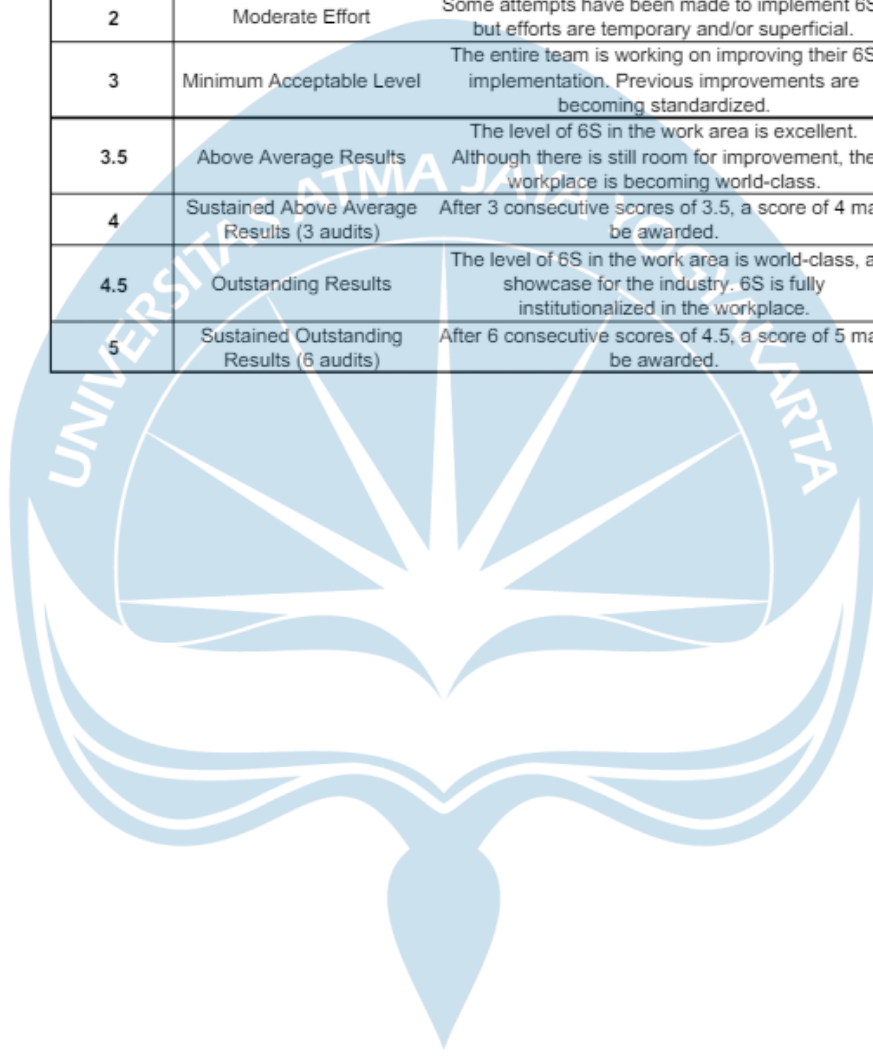 Some attempts have been made to implement 6S
2 Moderate Effort
but efforts are temporary and/or superficial.
The entire team is working on improving their 6S
3 Minimum Acceptable Level implementation. Previous improvements are
becoming standardized.
The level of 6S in the work area is excellent.
3.5 Above Average Results Although there is still room for improvement, the
workplace is becoming world-class.
4 Sustained Above Average After 3 consecutive scores of 3.5, a score of 4 ma
Results (3 audits) be awarded.
The level of 6S in the work area is world-class, a
4.5 Outstanding Results showcase for the industry. 6S is fully
institutionalized in the workplace.
5 Sustained Outstanding After 6 consecutive scores of 4.5, a score of 5 ma
Results (6 audits) be awarded.
UNIVERSITAS ATMA JAYA YOGYAKARTA